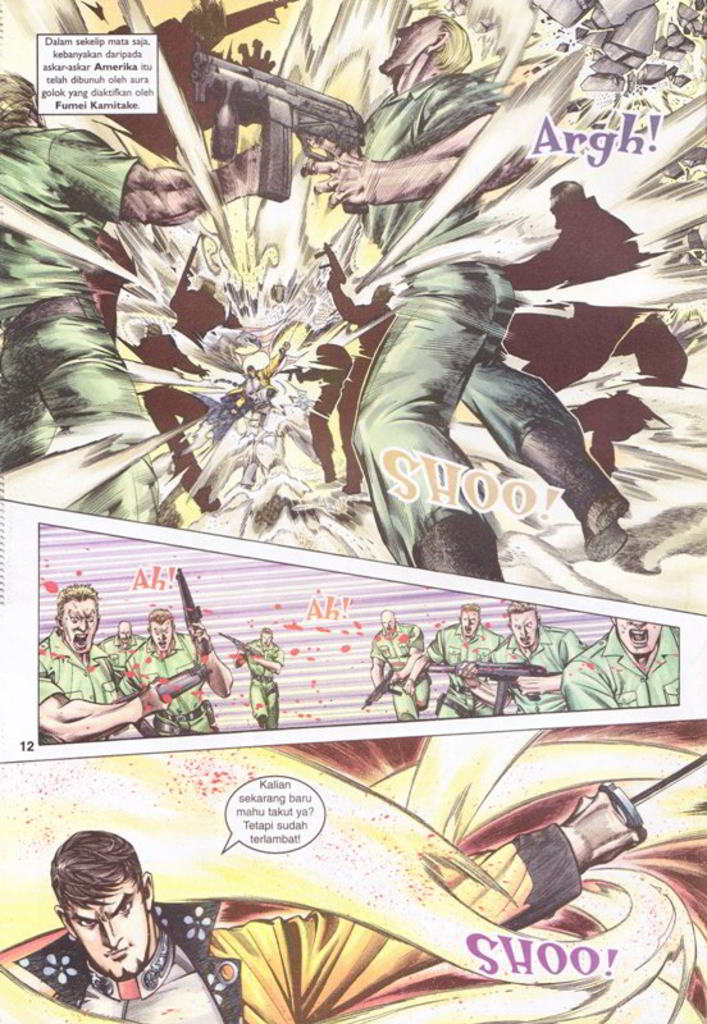 Dalam sekelip mata saja,
kebanyakan daripada
askar-askar Amerika itu
telah dibunuh oleh aura
golok yang diaktifkan oleh
Fumei Kamitake.
Argh!
SHOO!
Ah!
Ah!
12
Kalian
sekarang baru
mahu takut ya?
Tetapi sudah
terlambat!
SHOO!